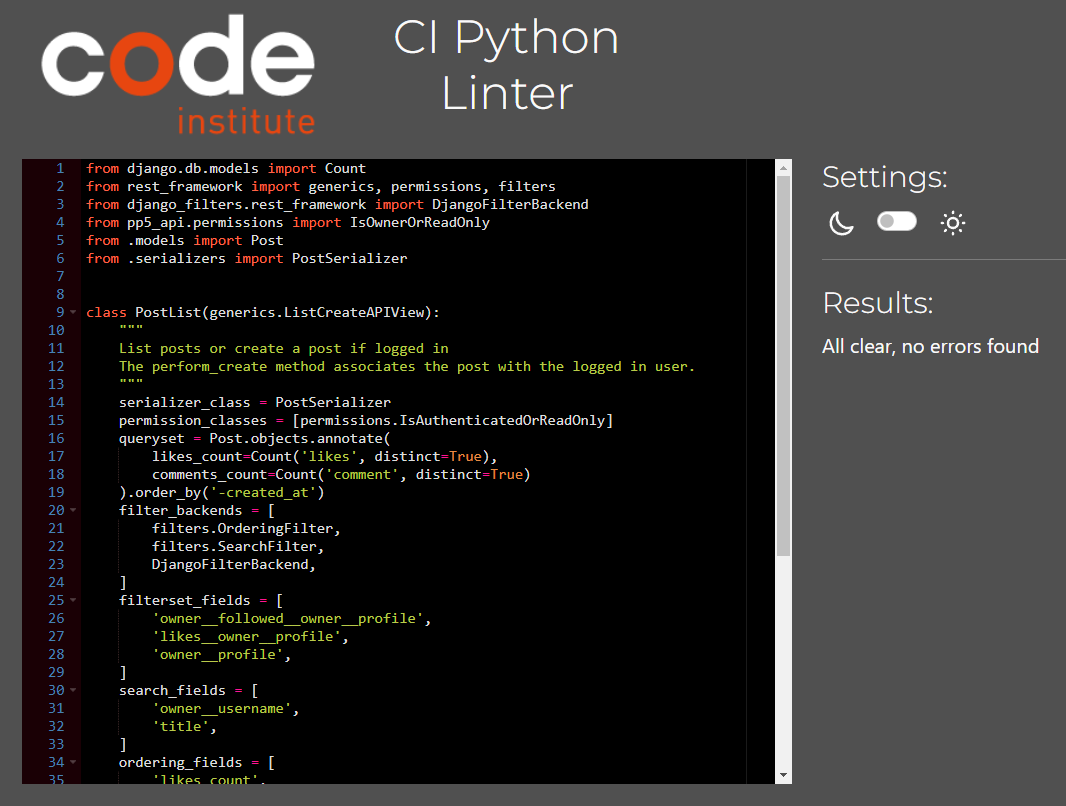 code
institute
CI Python
Linter
1 from django.db.models import Count
2 from rest_framework import generics, permissions, filters
3 from django_filters.rest_framework import DjangoFilterBackend
4 from pp5_api.permissions import IsOwnerOrReadOnly
5 from .models import Post
6 from .serializers import PostSerializer
7
8
9 class PostList(generics.ListCreateAPIView):
10     """
11     List posts or create a post if logged in
12     The perform_create method associates the post with the logged in user.
13     """
14     serializer_class = PostSerializer
15     permission_classes = [permissions.IsAuthenticatedOrReadOnly]
16     queryset = Post.objects.annotate(
17         likes_count=Count('likes', distinct=True),
18         comments_count=Count('comment', distinct=True)
19     ).order_by('-created_at')
20     filter_backends = [
21         filters.OrderingFilter,
22         filters.SearchFilter,
23         DjangoFilterBackend,
24     ]
25     filterset_fields = [
26         'owner__followed__owner__profile',
27         'likes__owner__profile',
28         'owner__profile',
29     ]
30     search_fields = [
31         'owner__username',
32         'title',
33     ]
34     ordering_fields = [
35         'likes_count',
Settings:
Results:
All clear, no errors found